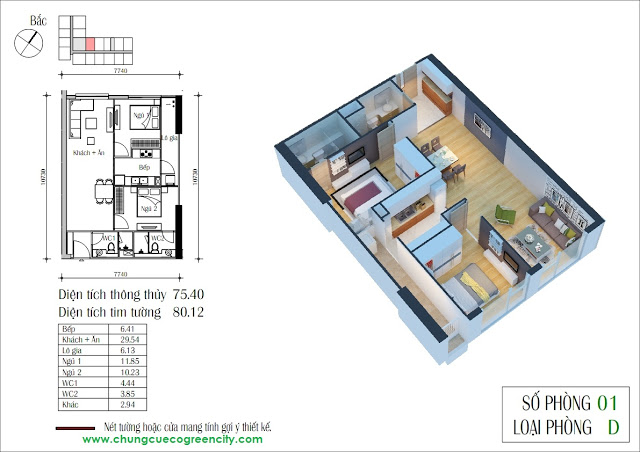 Bắc
7740
Ngủ 1
Lô gia
Khách + Ăn
Bếp
10730
10730
Ngủ 2
WC1
WC2
7740
Diện tích thông thủy 75.40
Diện tích tim tường 80.12
Bếp 6.41
Khách + Ăn 29.54
Lô gia 6.13
Ngủ 1 11.85
Ngủ 2 10.23
WC1 4.44
WC2 3.85
Khác 2.94
Nét tường hoặc cửa mang tính gợi ý thiết kế.
www.chungcuecogreencity.com
SỐ PHÒNG 01
LOẠI PHÒNG D